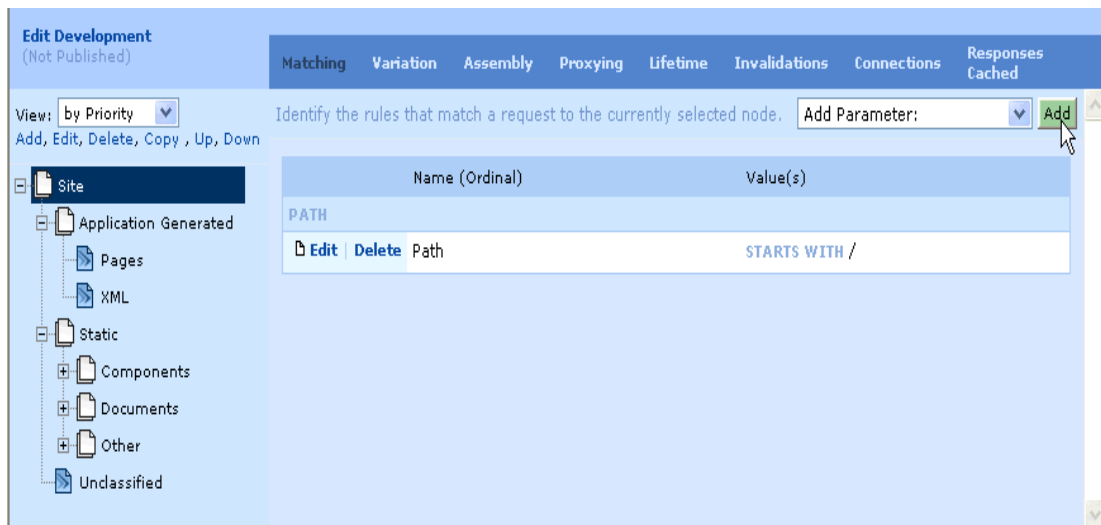 Edit Development
(Not Published)
Matching Variation Assembly Proxying Lifetime Invalidations Connections Responses Cached
View: by Priority
Add, Edit, Delete, Copy , Up, Down
Identify the rules that match a request to the currently selected node. Add Parameter: Add
Site
Application Generated
Pages
XML
Static
Components
Documents
Other
Unclassified
Name (Ordinal) Value(s)
PATH
Edit | Delete Path STARTS WITH /